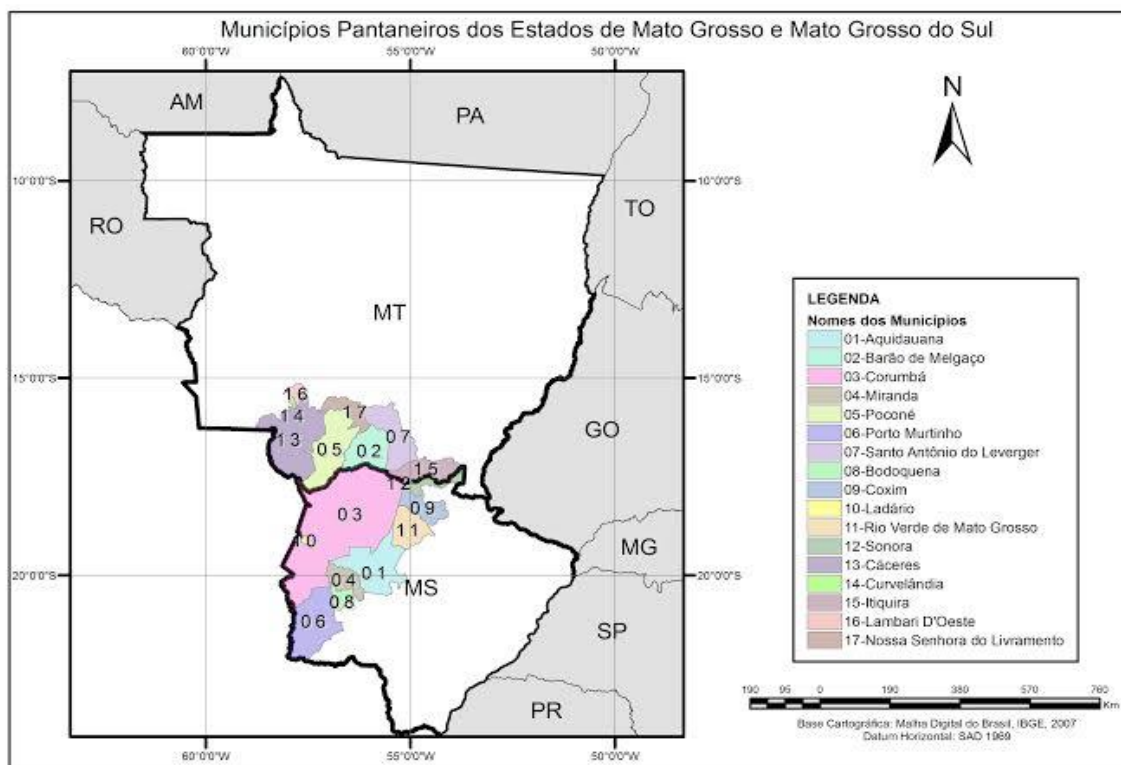 Municípios Pantaneiros dos Estados de Mato Grosso e Mato Grosso do Sul
60°0'0"W
55°0'0"W
50°0'0"W
N
AM
PA
10°0'0"S
10°0'0"S
TO
RO
MT
LEGENDA
Nomes dos Municípios
01-Aquidauana
02-Barão de Melgaço
03-Corumbá
04-Miranda
05-Poconé
06-Porto Murtinho
07-Santo Antônio do Leverger
08-Bodoquena
09-Coxim
10-Ladário
11-Rio Verde de Mato Grosso
12-Sonora
13-Cáceres
14-Curvelândia
15-Itiquira
16-Lambari D'Oeste
17-Nossa Senhora do Livramento
15°0'0"S
15°0'0"S
16
14
17
13
05
02
07
15
GO
12
03
09
11
10
MG
20°0'0"S
20°0'0"S
04
01
MS
08
06
SP
PR
190 95 0 190 380 570 760
Km
Base Cartográfica: Malha Digital do Brasil, IBGE, 2007
Datum Horizontal: SAD 1969
60°0'0"W
55°0'0"W
50°0'0"W